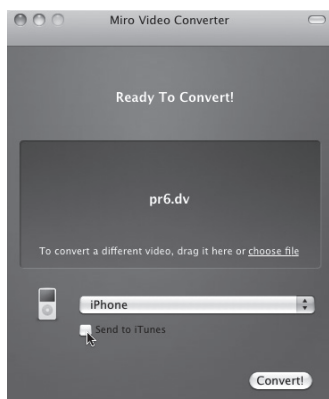 Miro Video Converter
Ready To Convert!
pr6.dv
To convert a different video, drag it here or choose file
iPhone
Send to iTunes
Convert!